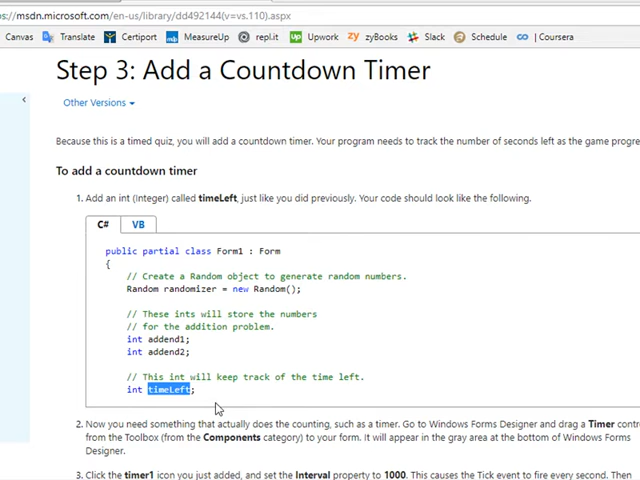 https://msdn.microsoft.com/en-us/library/dd492144(v=vs.110).aspx
Canvas Translate Certiport MeasureUp repl.it Upwork zyBooks Slack Schedule | Coursera
Step 3: Add a Countdown Timer
Other Versions
Because this is a timed quiz, you will add a countdown timer. Your program needs to track the number of seconds left as the game progre
To add a countdown timer
1. Add an int (Integer) called timeLeft, just like you did previously. Your code should look like the following.
C# VB
public partial class Form1 : Form
{
// Create a Random object to generate random numbers.
Random randomizer = new Random();
// These ints will store the numbers
// for the addition problem.
int addend1;
int addend2;
// This int will keep track of the time left.
int timeLeft;
2. Now you need something that actually does the counting, such as a timer. Go to Windows Forms Designer and drag a Timer contr
from the Toolbox (from the Components category) to your form. It will appear in the gray area at the bottom of Windows Forms
Designer.
3. Click the timer1 icon you just added, and set the Interval property to 1000. This causes the Tick event to fire every second. Then